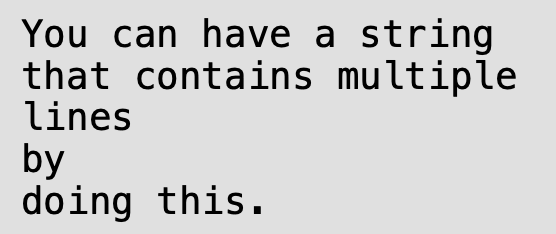 You can have a string
that contains multiple
lines
by
doing this.